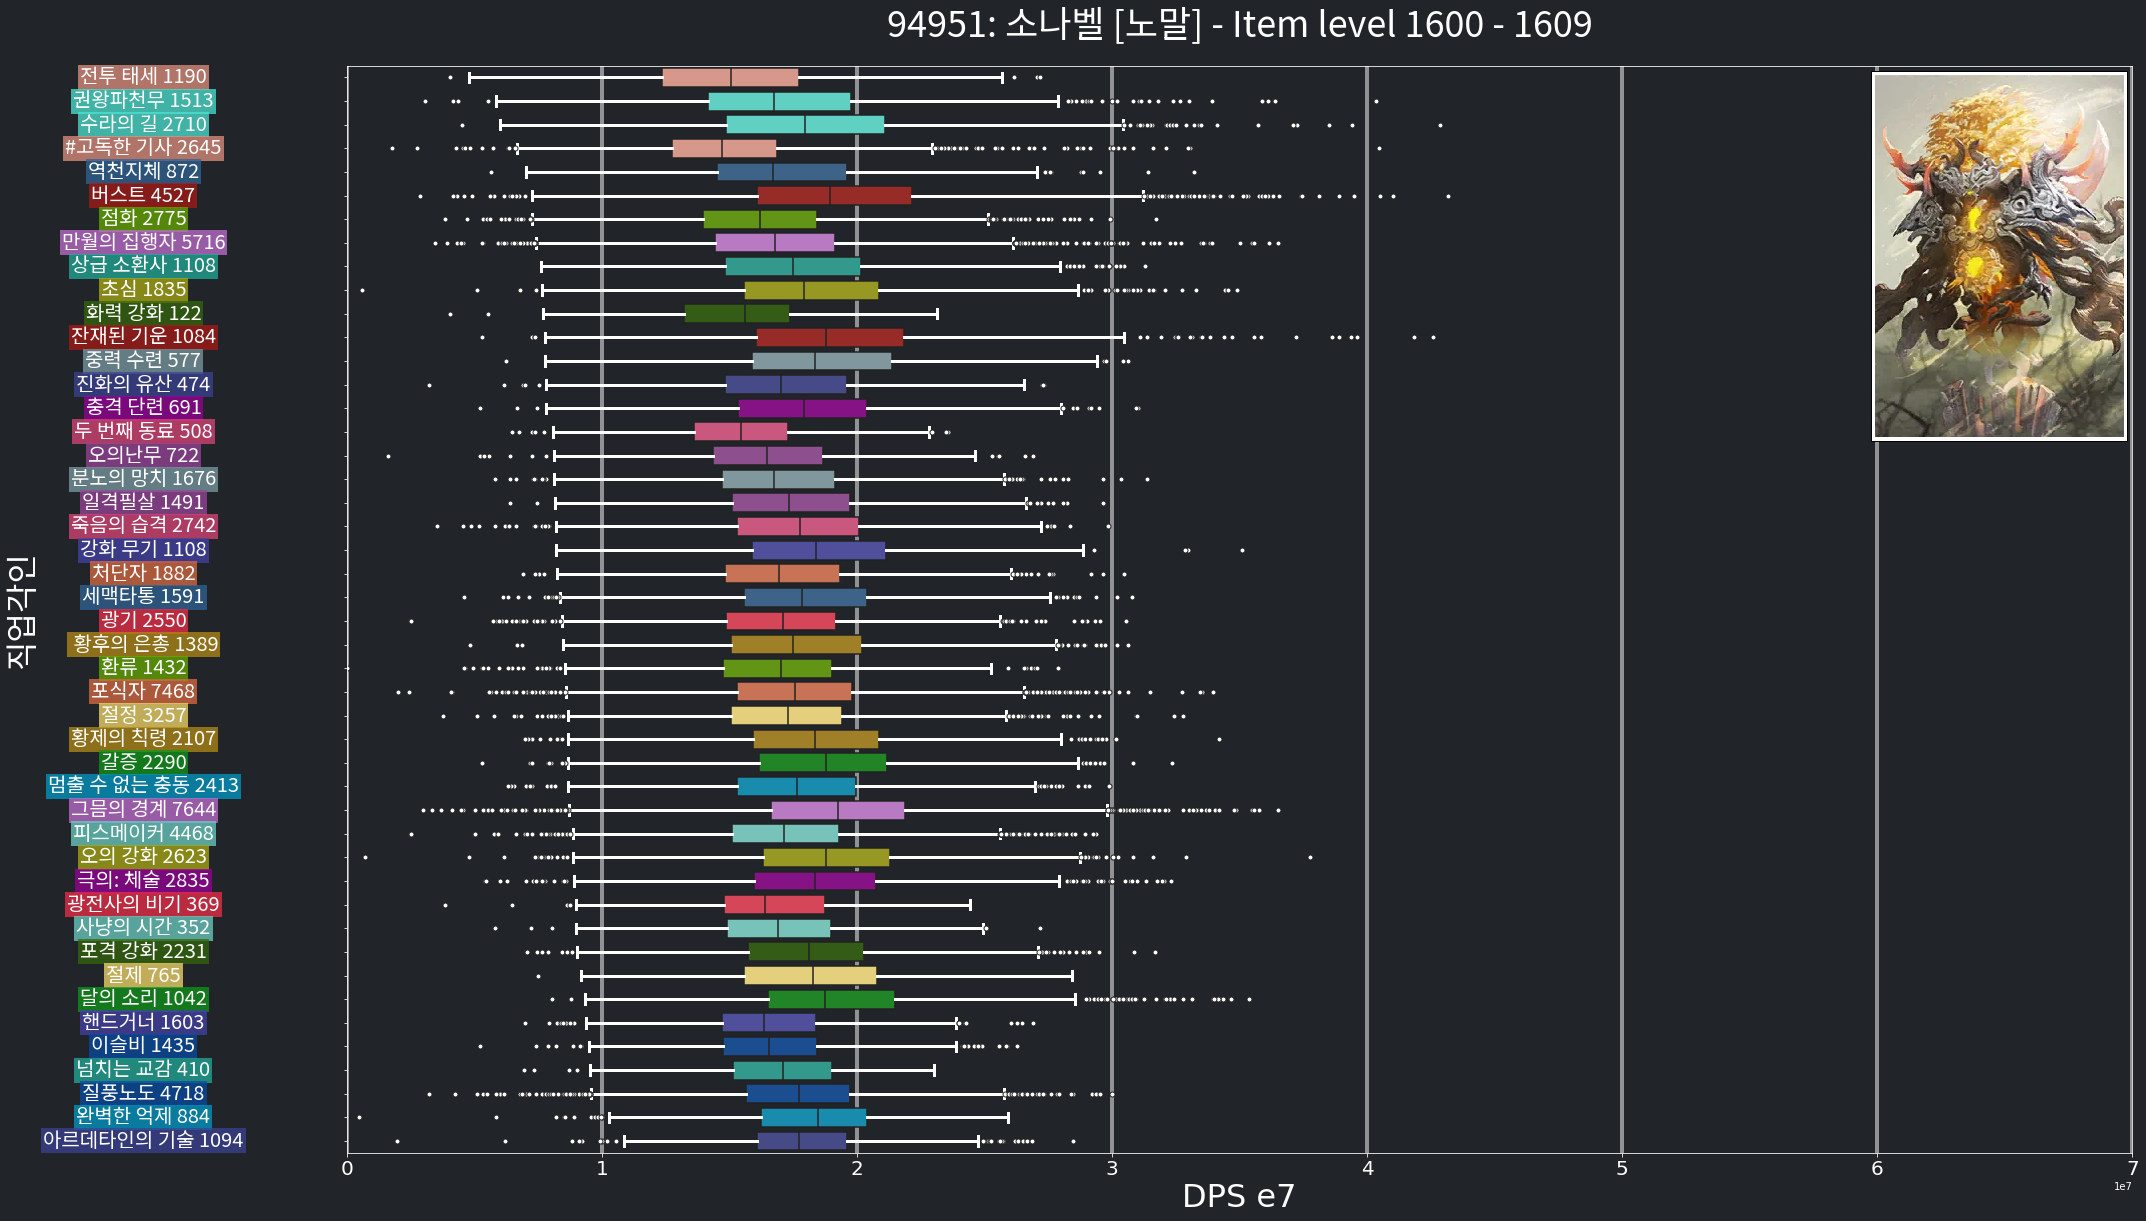 94951: 소나벨 [노말] - Item level 1600 - 1609
직업각인
전투 태세 1190
권왕파천무 1513
수라의 길 2710
#고독한 기사 2645
역천지체 872
버스트 4527
점화 2775
만월의 집행자 5716
상급 소환사 1108
초심 1835
화력 강화 122
잔재된 기운 1084
중력 수련 577
진화의 유산 474
충격 단련 691
두 번째 동료 508
오의난무 722
분노의 망치 1676
일격필살 1491
죽음의 습격 2742
강화 무기 1108
처단자 1882
세맥타통 1591
광기 2550
황후의 은총 1389
환류 1432
포식자 7468
절정 3257
황제의 칙령 2107
갈증 2290
멈출 수 없는 충동 2413
그믐의 경계 7644
피스메이커 4468
오의 강화 2623
극의: 체술 2835
광전사의 비기 369
사냥의 시간 352
포격 강화 2231
절제 765
달의 소리 1042
핸드거너 1603
이슬비 1435
넘치는 교감 410
질풍노도 4718
완벽한 억제 884
아르데타인의 기술 1094
0 1 2 3 4 5 6 7
1e7
DPS e7